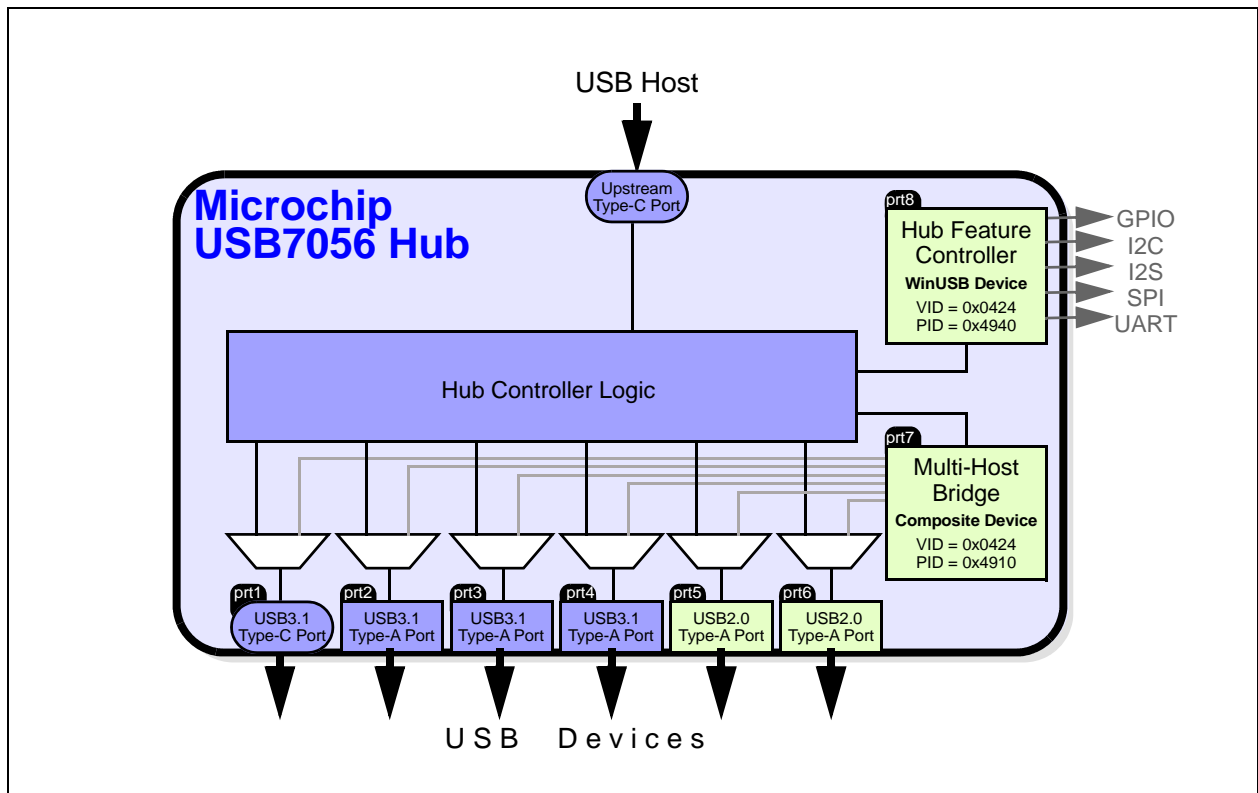 USB Host
Upstream
Type-C Port
Microchip
USB7056 Hub
prt8
Hub Feature
Controller
WinUSB Device
VID = 0x0424
PID = 0x4940
GPIO
I2C
I2S
SPI
UART
Hub Controller Logic
prt7
Multi-Host
Bridge
Composite Device
VID = 0x0424
PID = 0x4910
prt1
USB3.1
Type-C Port
prt2
USB3.1
Type-A Port
prt3
USB3.1
Type-A Port
prt4
USB3.1
Type-A Port
prt5
USB2.0
Type-A Port
prt6
USB2.0
Type-A Port
USB Devices